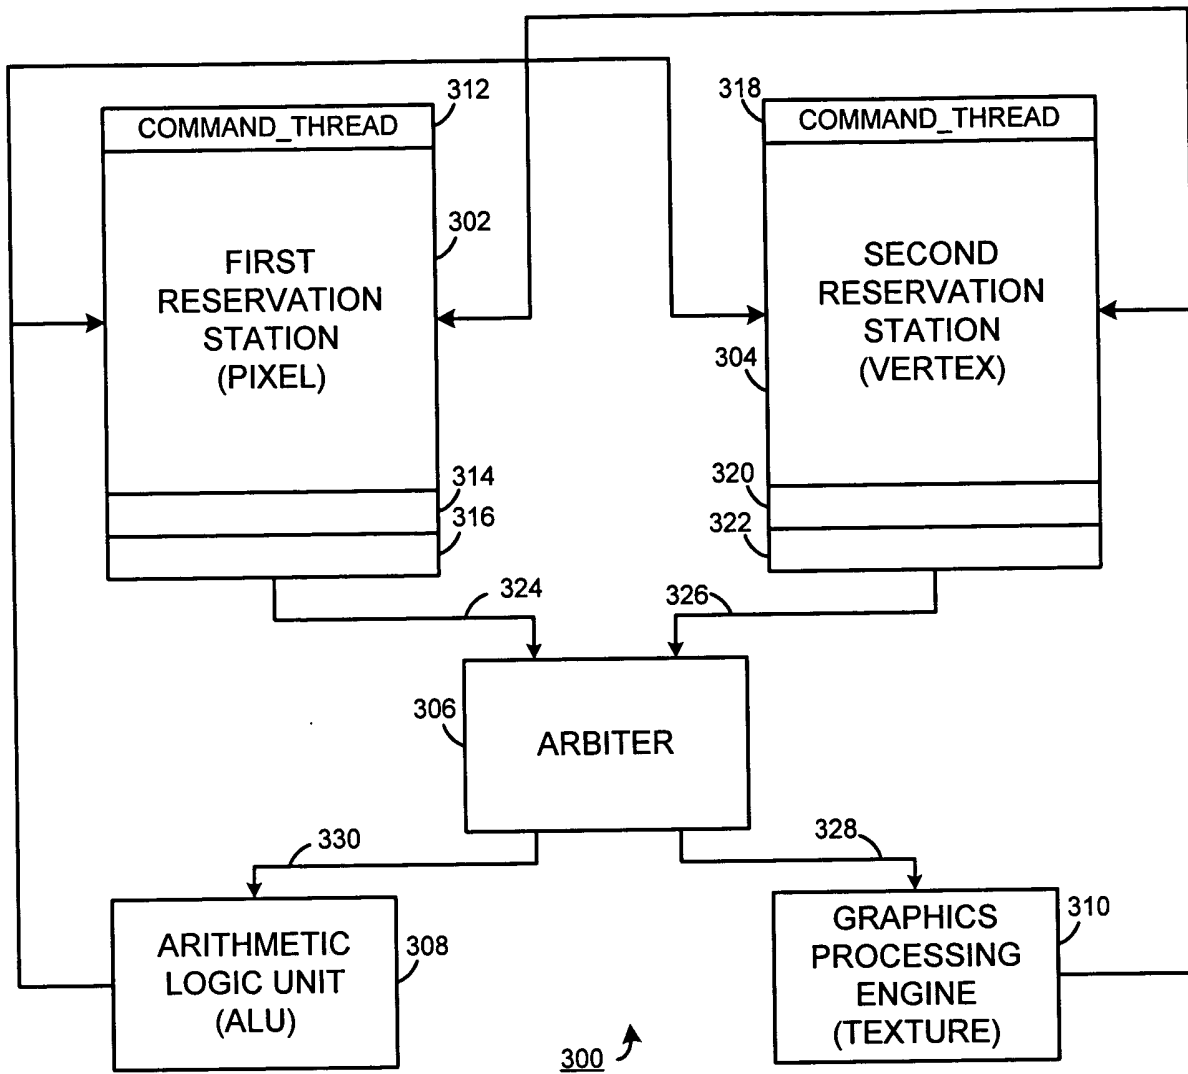 312
COMMAND_THREAD
318
COMMAND_THREAD
302
FIRST
RESERVATION
STATION
(PIXEL)
SECOND
RESERVATION
STATION
(VERTEX)
304
314
316
320
322
324
326
306
ARBITER
330
328
ARITHMETIC
LOGIC UNIT
(ALU)
308
GRAPHICS
PROCESSING
ENGINE
(TEXTURE)
310
300